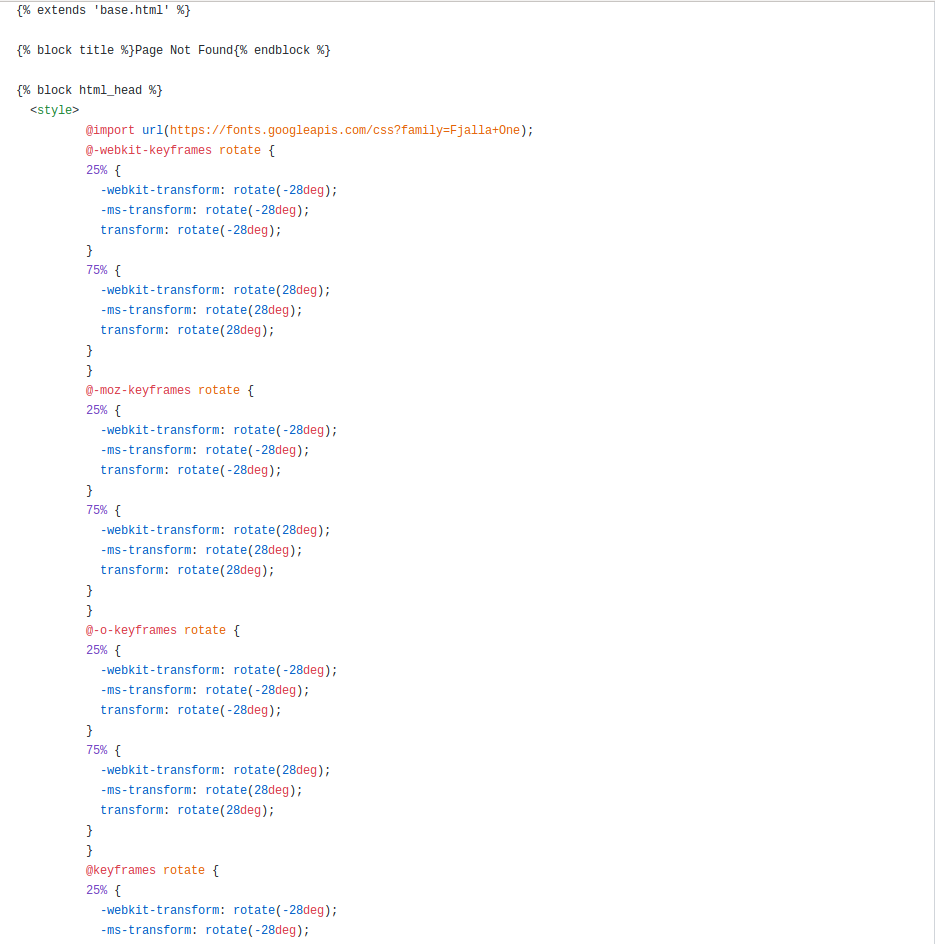 {% extends 'base.html' %}
{% block title %}Page Not Found{% endblock %}
{% block html_head %}
<style>
@import url(https://fonts.googleapis.com/css?family=Fjalla+One);
@-webkit-keyframes rotate {
25% {
-webkit-transform: rotate(-28deg);
-ms-transform: rotate(-28deg);
transform: rotate(-28deg);
}
75% {
-webkit-transform: rotate(28deg);
-ms-transform: rotate(28deg);
transform: rotate(28deg);
}
}
@-moz-keyframes rotate {
25% {
-webkit-transform: rotate(-28deg);
-ms-transform: rotate(-28deg);
transform: rotate(-28deg);
}
75% {
-webkit-transform: rotate(28deg);
-ms-transform: rotate(28deg);
transform: rotate(28deg);
}
}
@-o-keyframes rotate {
25% {
-webkit-transform: rotate(-28deg);
-ms-transform: rotate(-28deg);
transform: rotate(-28deg);
}
75% {
-webkit-transform: rotate(28deg);
-ms-transform: rotate(28deg);
transform: rotate(28deg);
}
}
@keyframes rotate {
25% {
-webkit-transform: rotate(-28deg);
-ms-transform: rotate(-28deg);